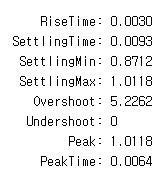 RiseTime: 0.0030
SettlingTime: 0.0093
SettlingMin: 0.8712
SettlingMax: 1.0118
Overshoot: 5.2262
Undershoot: 0
Peak: 1.0118
PeakTime: 0.0064